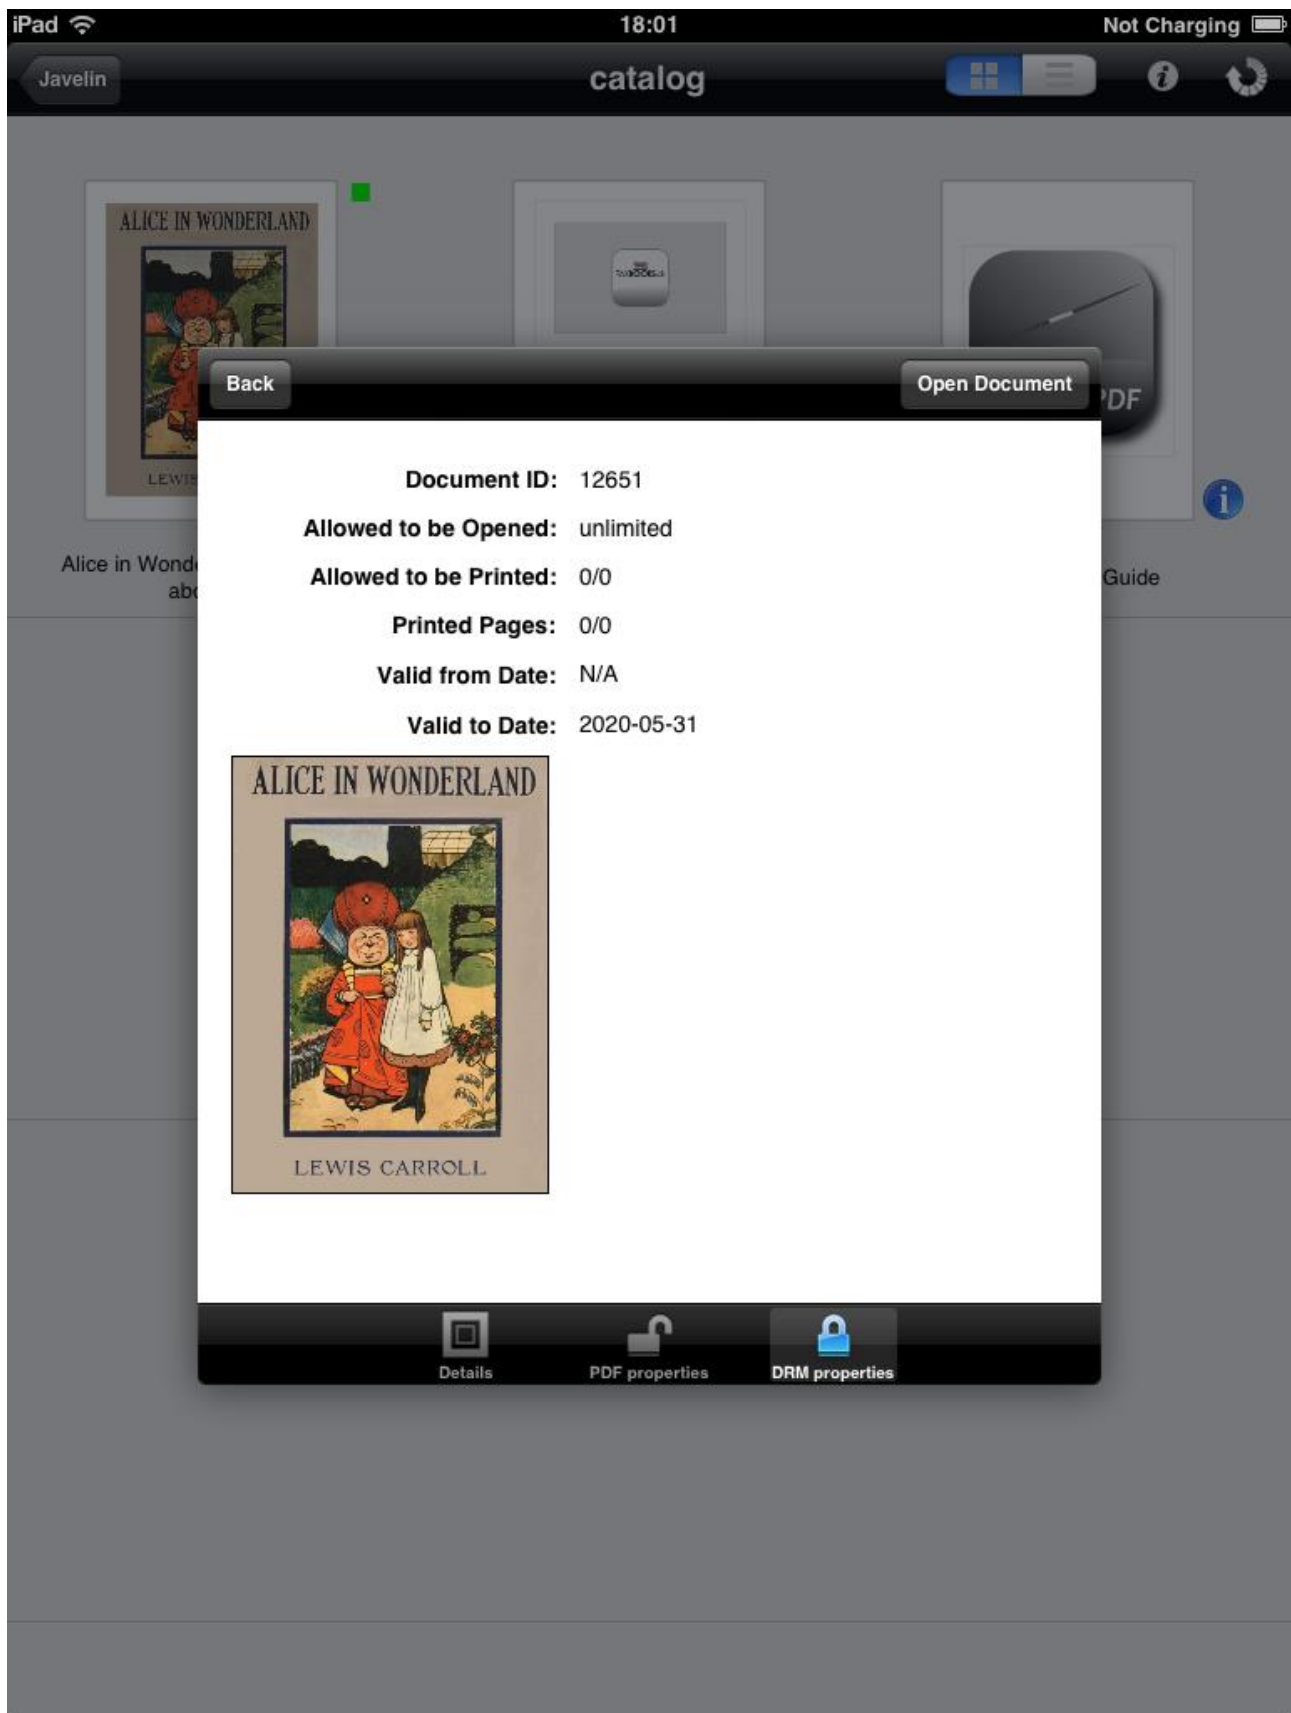 iPad 18:01 Not Charging
Javelin catalog
ALICE IN WONDERLAND
PDF
Back Open Document
LEWIS
Document ID: 12651
Allowed to be Opened: unlimited
Allowed to be Printed: 0/0
Printed Pages: 0/0
Valid from Date: N/A
Valid to Date: 2020-05-31
Alice in Wonde
abo
Guide
ALICE IN WONDERLAND
LEWIS CARROLL
Details PDF properties DRM properties